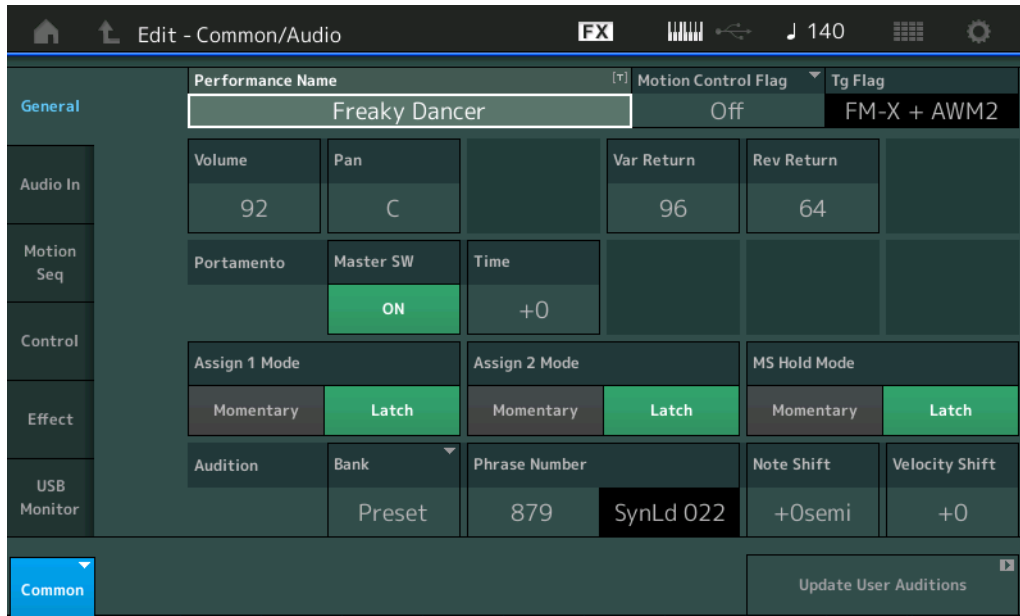 Edit - Common/Audio FX 140
General
Performance Name [T] Motion Control Flag Tg Flag
Freaky Dancer Off FM-X + AWM2
Audio In
Volume Pan Var Return Rev Return
92 C 96 64
Motion
Seq
Portamento Master SW Time
ON +0
Control
Assign 1 Mode Assign 2 Mode MS Hold Mode
Momentary Latch Momentary Latch Momentary Latch
Effect
Audition Bank Phrase Number Note Shift Velocity Shift
Preset 879 SynLd 022 +0semi +0
USB
Monitor
Common
Update User Auditions